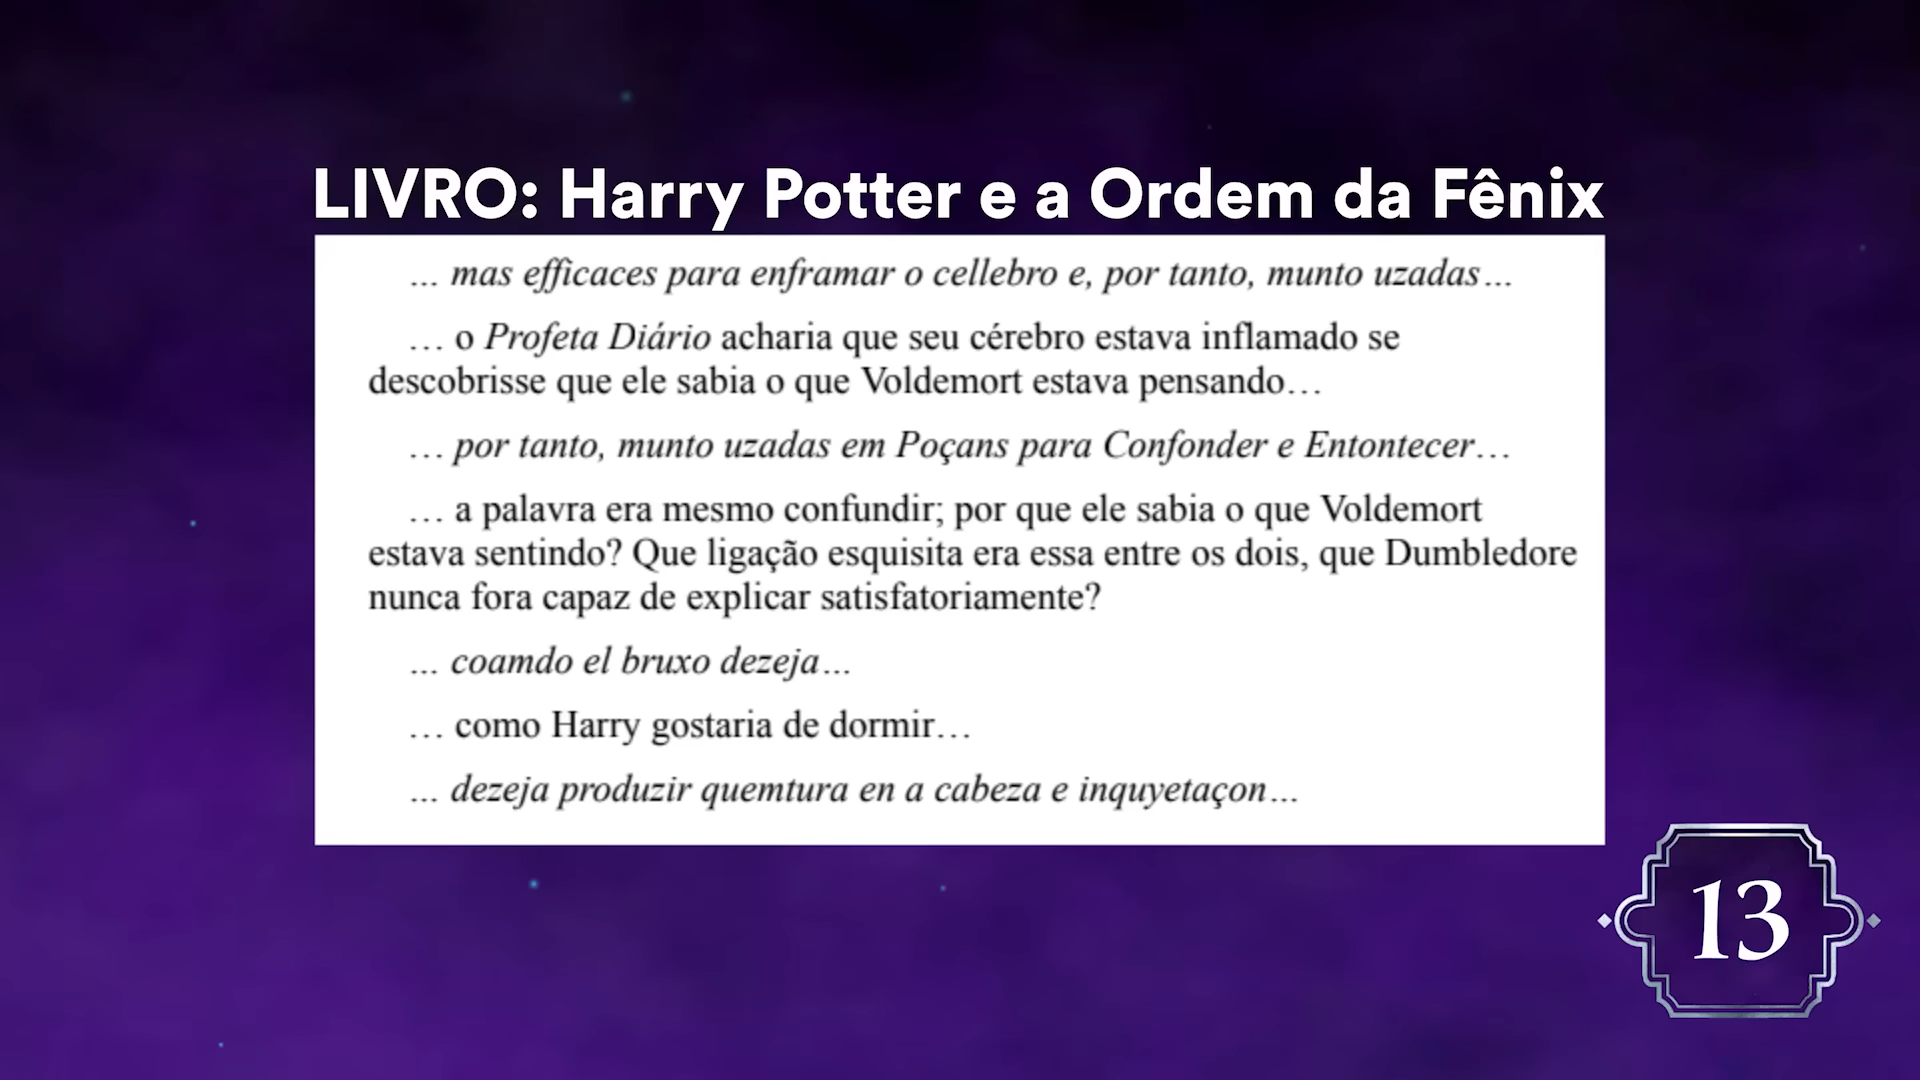 LIVRO: Harry Potter e a Ordem da Fênix
... mas efficaces para enframar o cellebro e, por tanto, munto uzadas...
... o Profeta Diário acharia que seu cérebro estava inflamado se
descobrisse que ele sabia o que Voldemort estava pensando...
... por tanto, munto uzadas em Poçans para Confonder e Entontecer...
... a palavra era mesmo confundir; por que ele sabia o que Voldemort
estava sentindo? Que ligação esquisita era essa entre os dois, que Dumbledore
nunca fora capaz de explicar satisfatoriamente?
... coamdo el bruxo dezeja...
... como Harry gostaria de dormir...
... dezeja produzir quemtura en a cabeza e inquyetaçon...
13